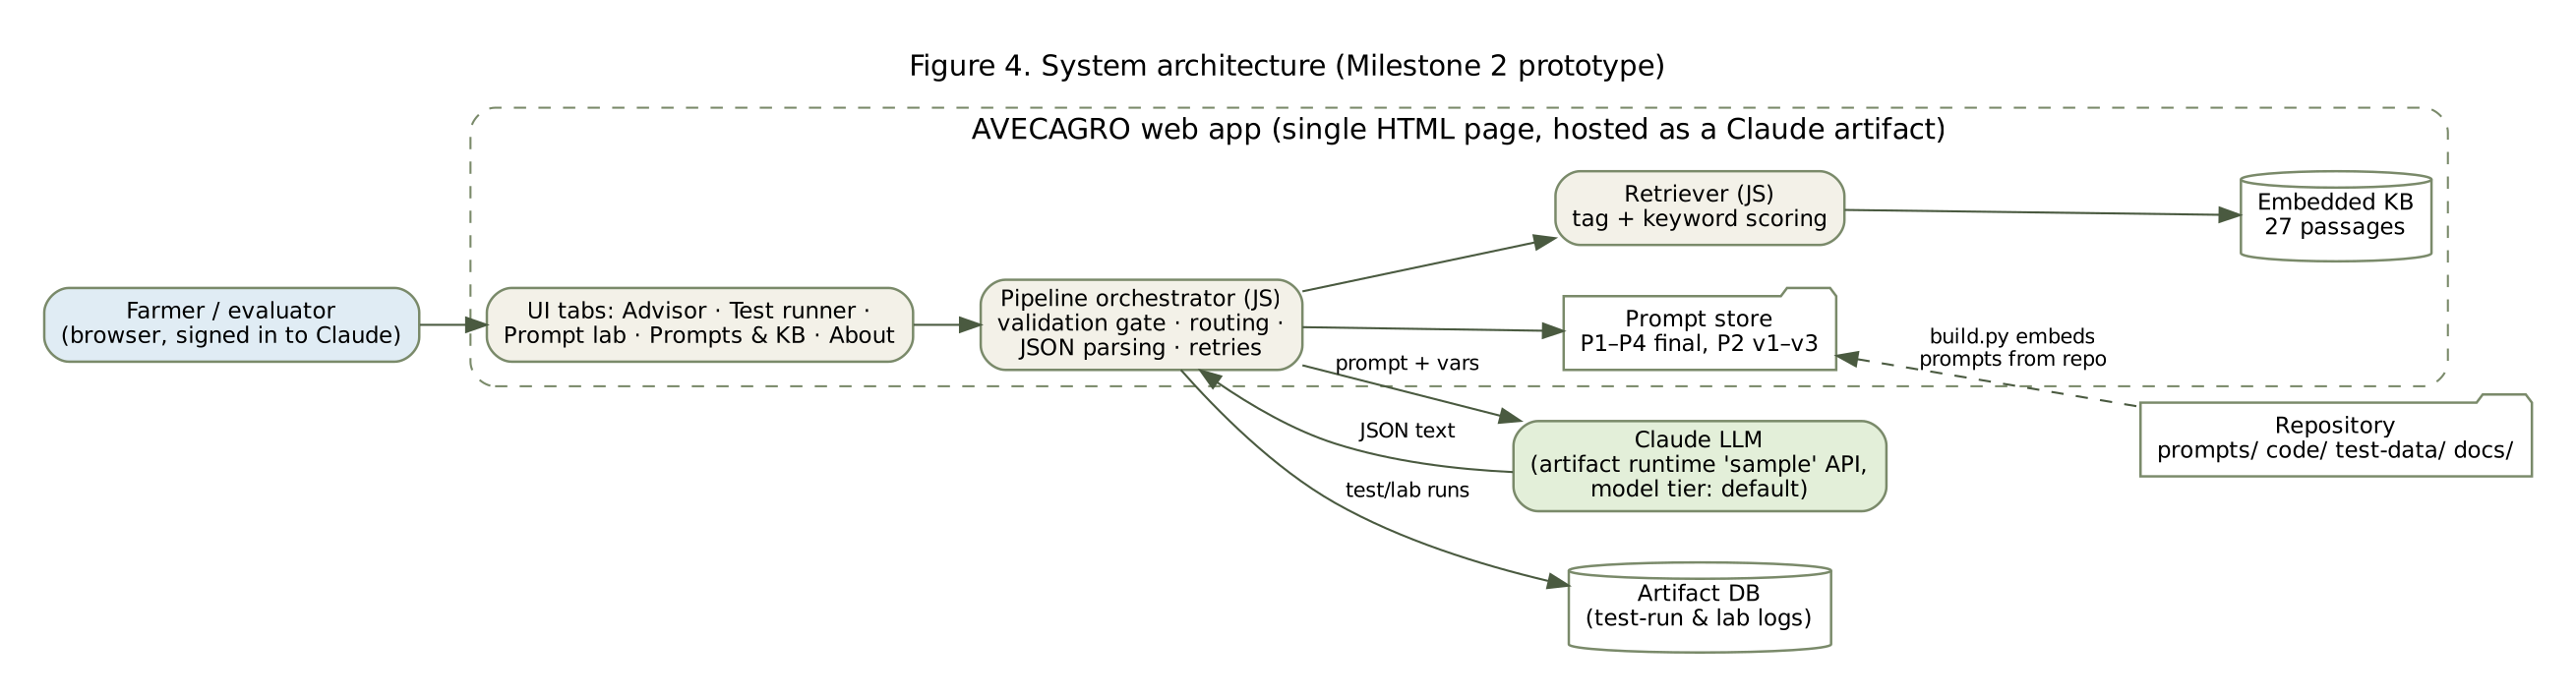 Figure 4. System architecture (Milestone 2 prototype)
AVECAGRO web app (single HTML page, hosted as a Claude artifact)
Farmer / evaluator
(browser, signed in to Claude)
UI tabs: Advisor · Test runner ·
Prompt lab · Prompts & KB · About
Pipeline orchestrator (JS)
validation gate · routing ·
JSON parsing · retries
Retriever (JS)
tag + keyword scoring
Embedded KB
27 passages
Prompt store
P1–P4 final, P2 v1–v3
build.py embeds
prompts from repo
Repository
prompts/ code/ test-data/ docs/
prompt + vars
JSON text
Claude LLM
(artifact runtime 'sample' API,
model tier: default)
test/lab runs
Artifact DB
(test-run & lab logs)